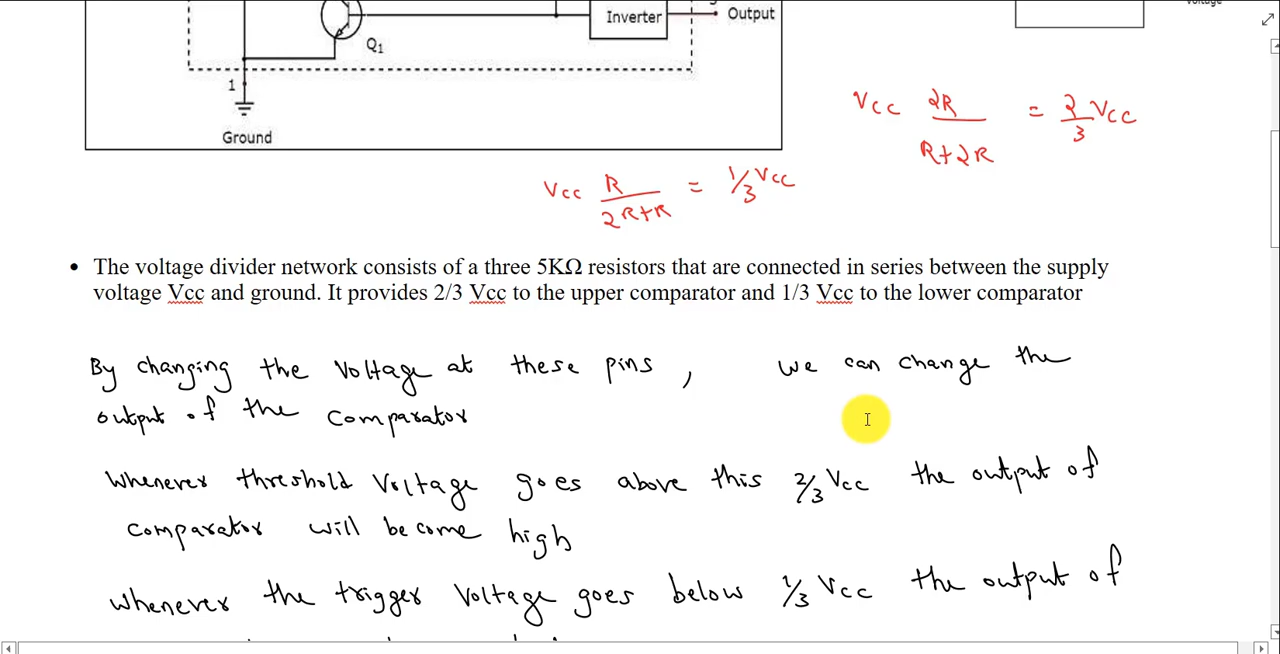 Voltage
Inverter
Output
Q1
1
Ground
Vcc 2R / R+2R = 2/3 Vcc
Vcc R / 2R+R = 1/3 Vcc
• The voltage divider network consists of a three 5KΩ resistors that are connected in series between the supply
voltage Vcc and ground. It provides 2/3 Vcc to the upper comparator and 1/3 Vcc to the lower comparator
By changing the voltage at these pins, we can change the
output of the comparator
Whenever threshold voltage goes above this 2/3 Vcc the output of
comparator will become high
Whenever the trigger voltage goes below 1/3 Vcc the output of